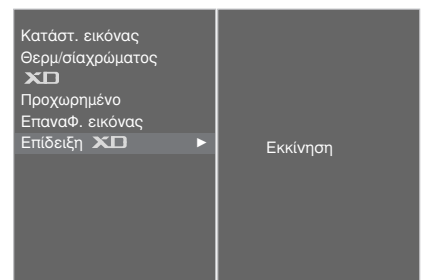 Κατάστ. εικόνας
Θερμ/σίαχρώματος
XD
Προχωρημένο
ΕπαναΦ. εικόνας
Επίδειξη XD ►
Εκκίνηση